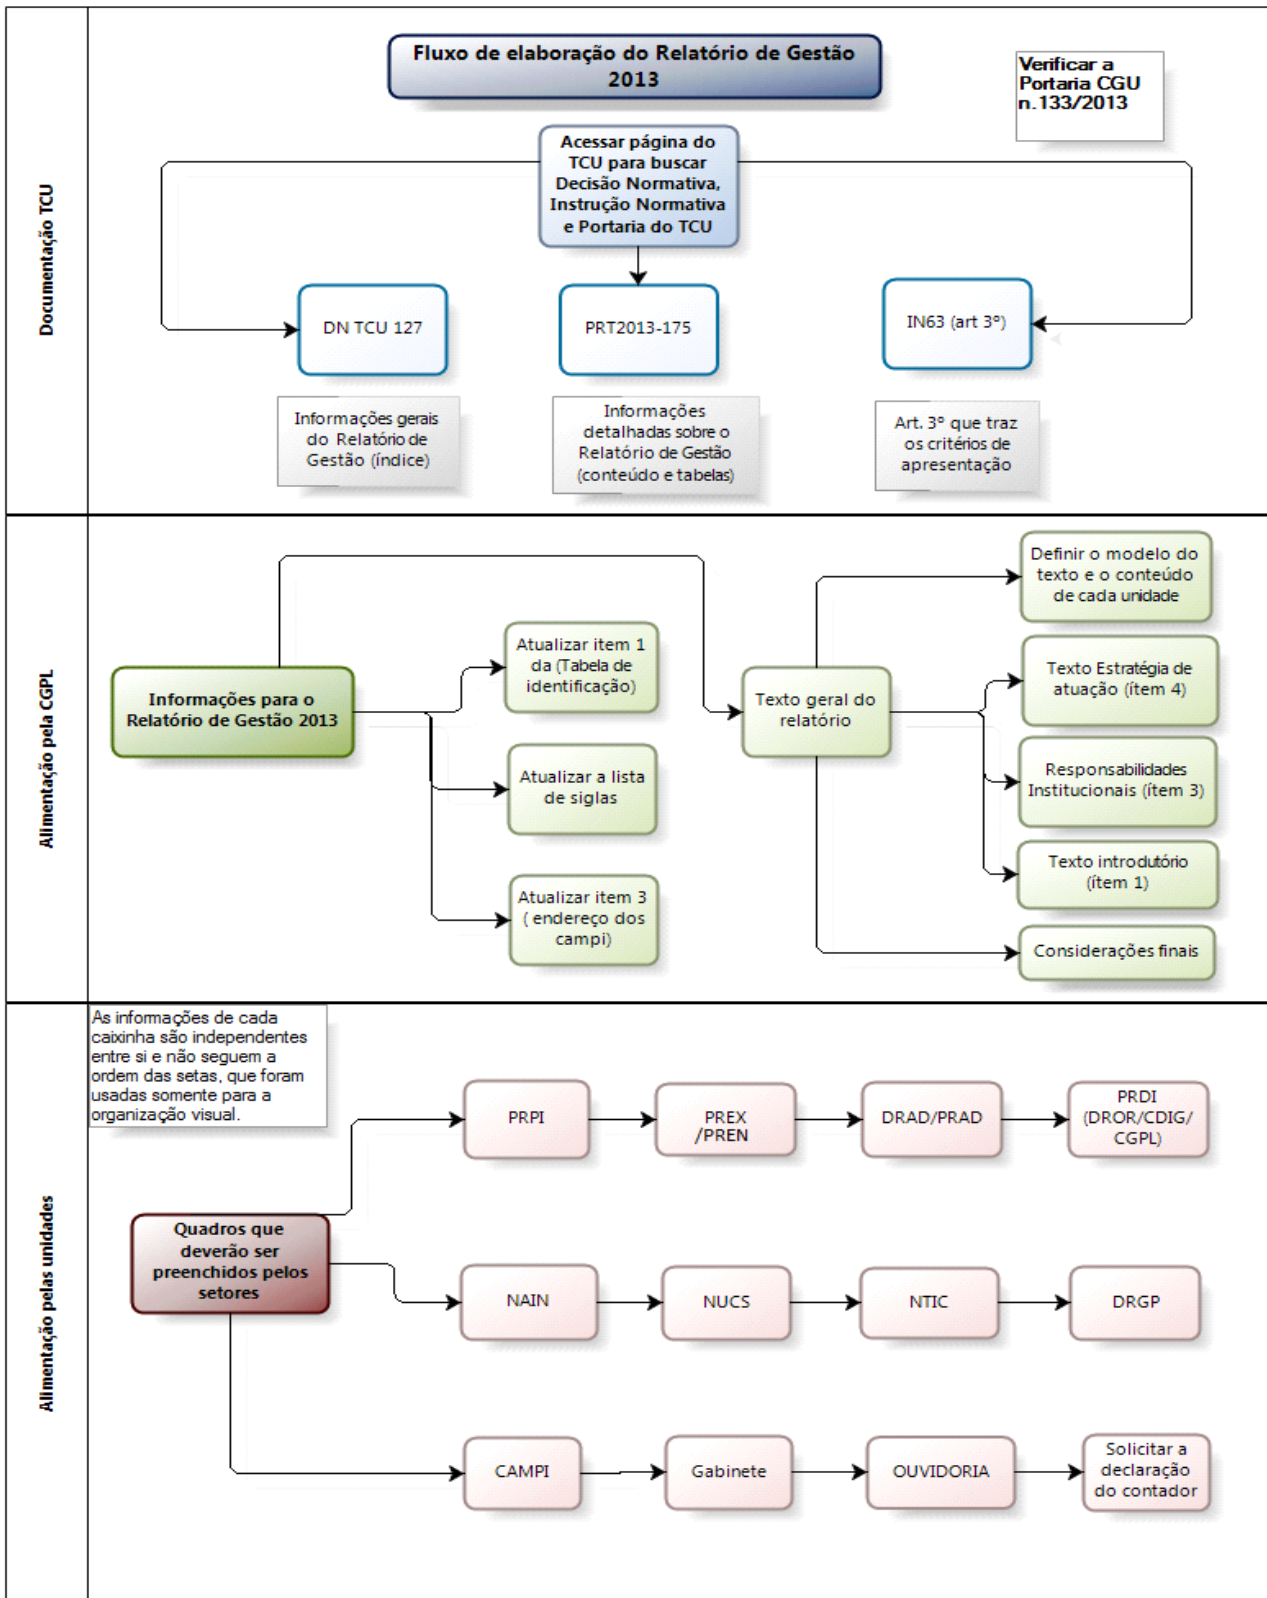 Fluxo de elaboração do Relatório de Gestão
2013
Verificar a
Portaria CGU
n.133/2013
Documentação TCU
Acessar página do
TCU para buscar
Decisão Normativa,
Instrução Normativa
e Portaria do TCU
DN TCU 127
PRT2013-175
IN63 (art 3º)
Informações gerais
do Relatório de
Gestão (índice)
Informações
detalhadas sobre o
Relatório de Gestão
(conteúdo e tabelas)
Art. 3º que traz
os critérios de
apresentação
Alimentação pela CGPL
Informações para o
Relatório de Gestão 2013
Atualizar item 1
da (Tabela de
identificação)
Atualizar a lista
de siglas
Atualizar item 3
( endereço dos
campi)
Texto geral do
relatório
Definir o modelo do
texto e o conteúdo
de cada unidade
Texto Estratégia de
atuação (ítem 4)
Responsabilidades
Institucionais (ítem 3)
Texto introdutório
(ítem 1)
Considerações finais
Alimentação pelas unidades
As informações de cada
caixinha são independentes
entre si e não seguem a
ordem das setas, que foram
usadas somente para a
organização visual.
Quadros que
deverão ser
preenchidos pelos
setores
PRPI
PREX
/PREN
DRAD/PRAD
PRDI
(DROR/CDIG/
CGPL)
NAIN
NUCS
NTIC
DRGP
CAMPI
Gabinete
OUVIDORIA
Solicitar a
declaração
do contador